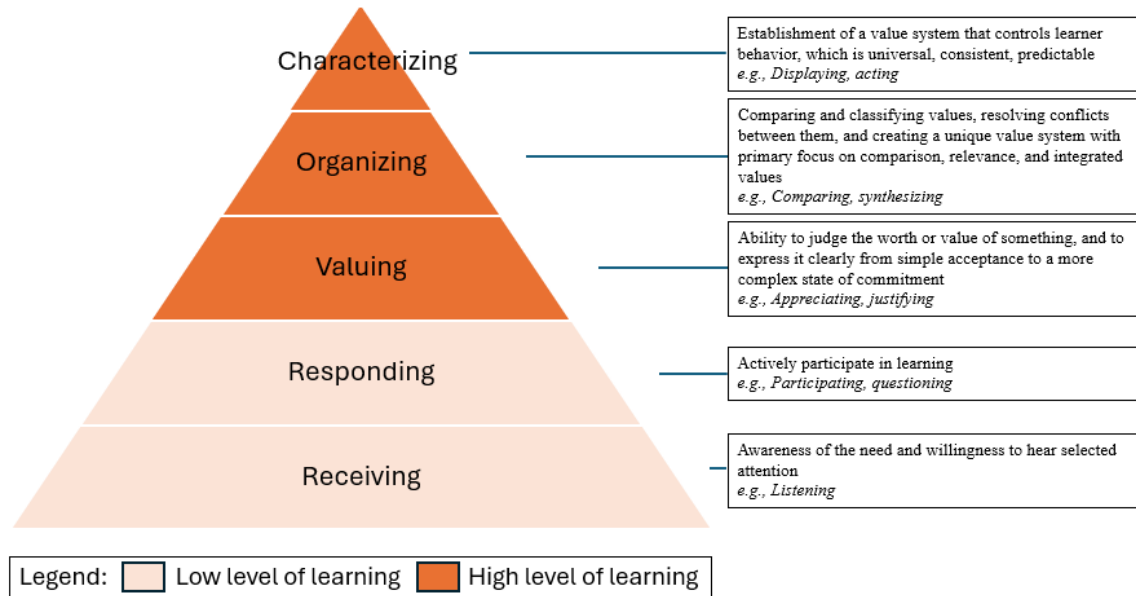 Characterizing
Establishment of a value system that controls learner
behavior, which is universal, consistent, predictable
e.g., Displaying, acting
Organizing
Comparing and classifying values, resolving conflicts
between them, and creating a unique value system with
primary focus on comparison, relevance, and integrated
values
e.g., Comparing, synthesizing
Valuing
Ability to judge the worth or value of something, and to
express it clearly from simple acceptance to a more
complex state of commitment
e.g., Appreciating, justifying
Responding
Actively participate in learning
e.g., Participating, questioning
Receiving
Awareness of the need and willingness to hear selected
attention
e.g., Listening
Legend: Low level of learning High level of learning